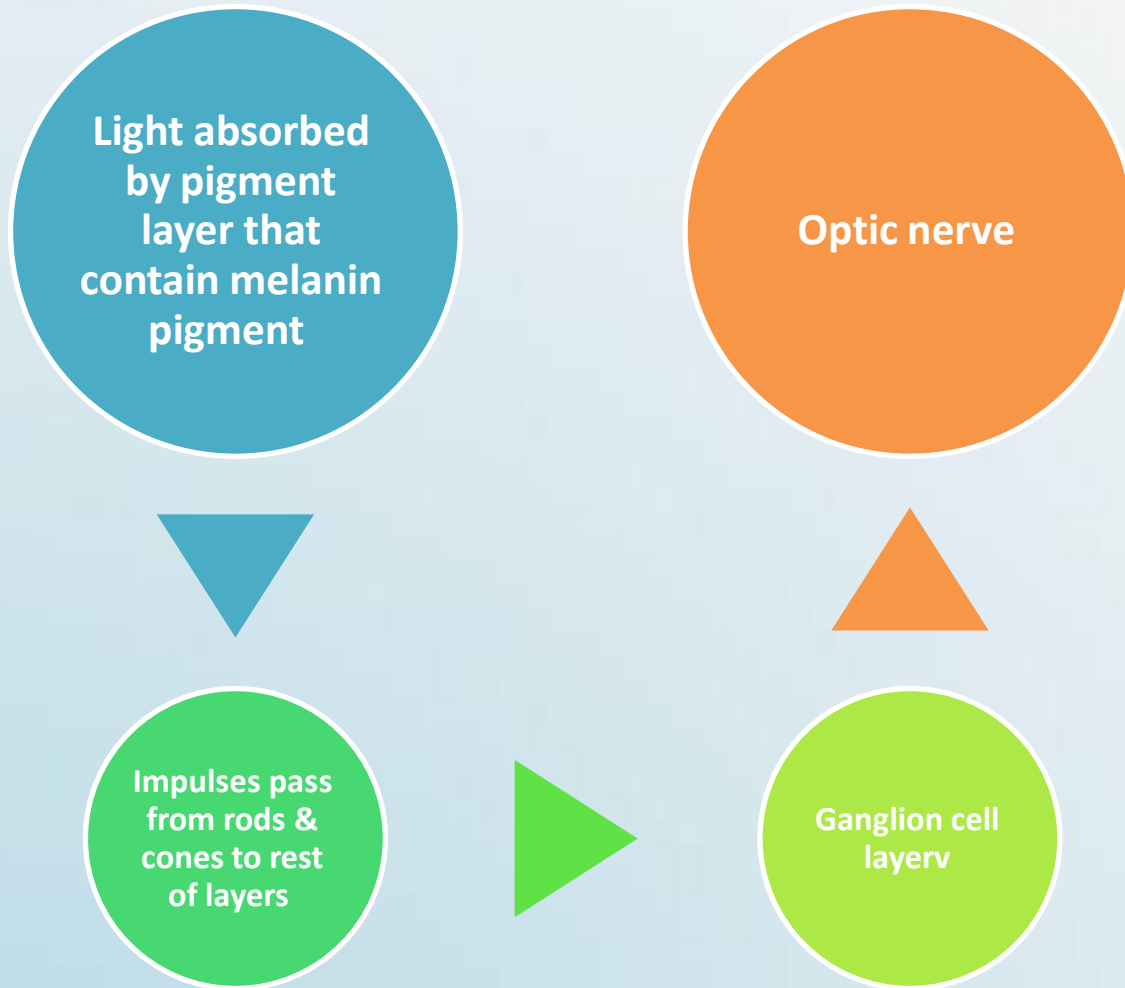 Light absorbed
by pigment
layer that
contain melanin
pigment
Impulses pass
from rods &
cones to rest
of layers
Ganglion cell
layerv
Optic nerve